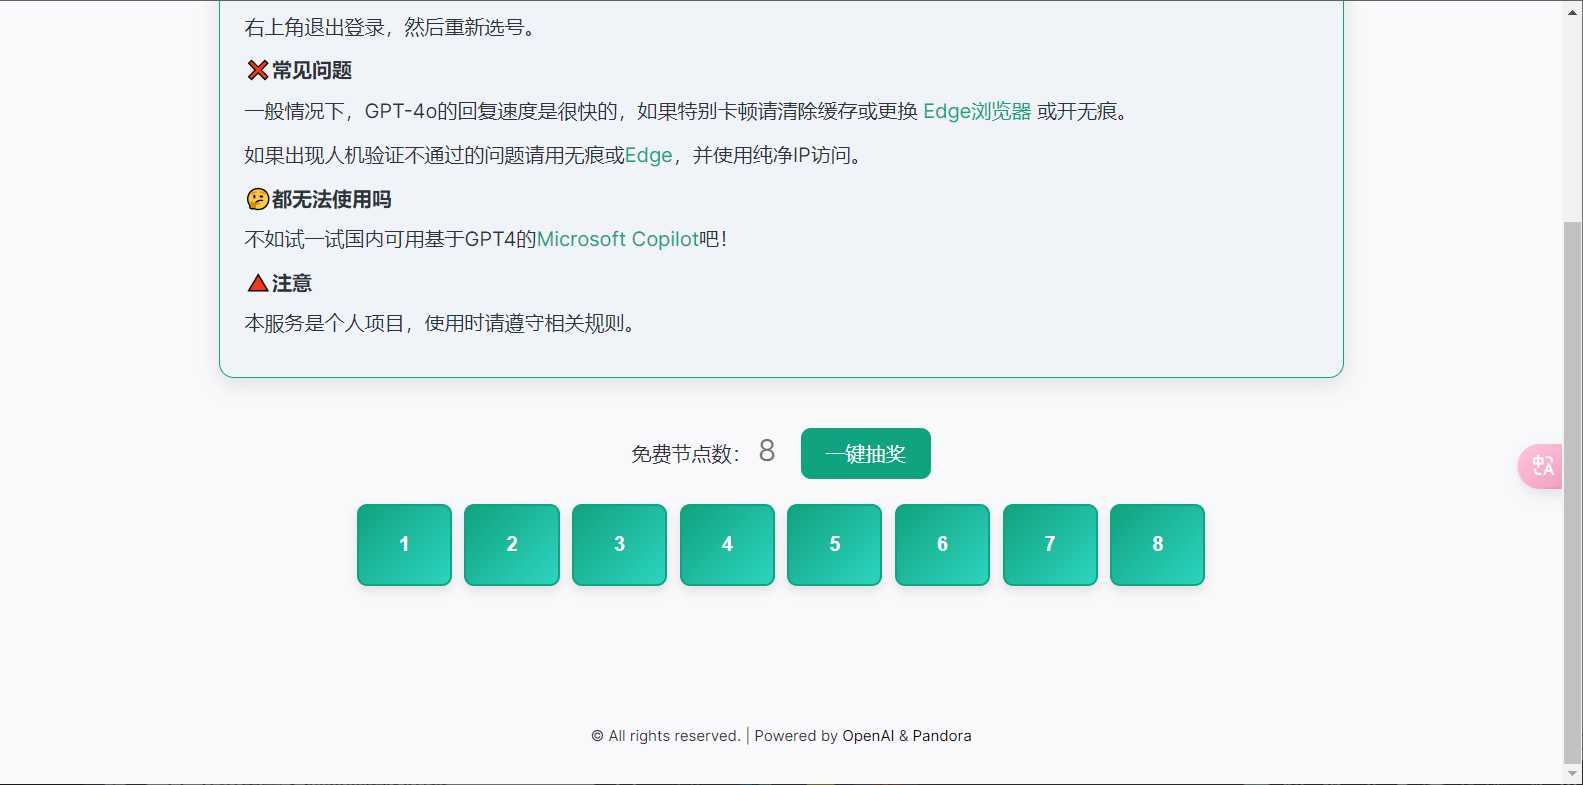 右上角退出登录，然后重新选号。
❌常见问题
一般情况下，GPT-4o的回复速度是很快的，如果特别卡顿请清除缓存或更换 Edge浏览器 或开无痕。
如果出现人机验证不通过的问题请用无痕或Edge，并使用纯净IP访问。
🤔都无法使用吗
不如试一试国内可用基于GPT4的Microsoft Copilot吧！
🔺注意
本服务是个人项目，使用时请遵守相关规则。
免费节点数： 8 一键抽奖
1 2 3 4 5 6 7 8
© All rights reserved. | Powered by OpenAI & Pandora
中 A